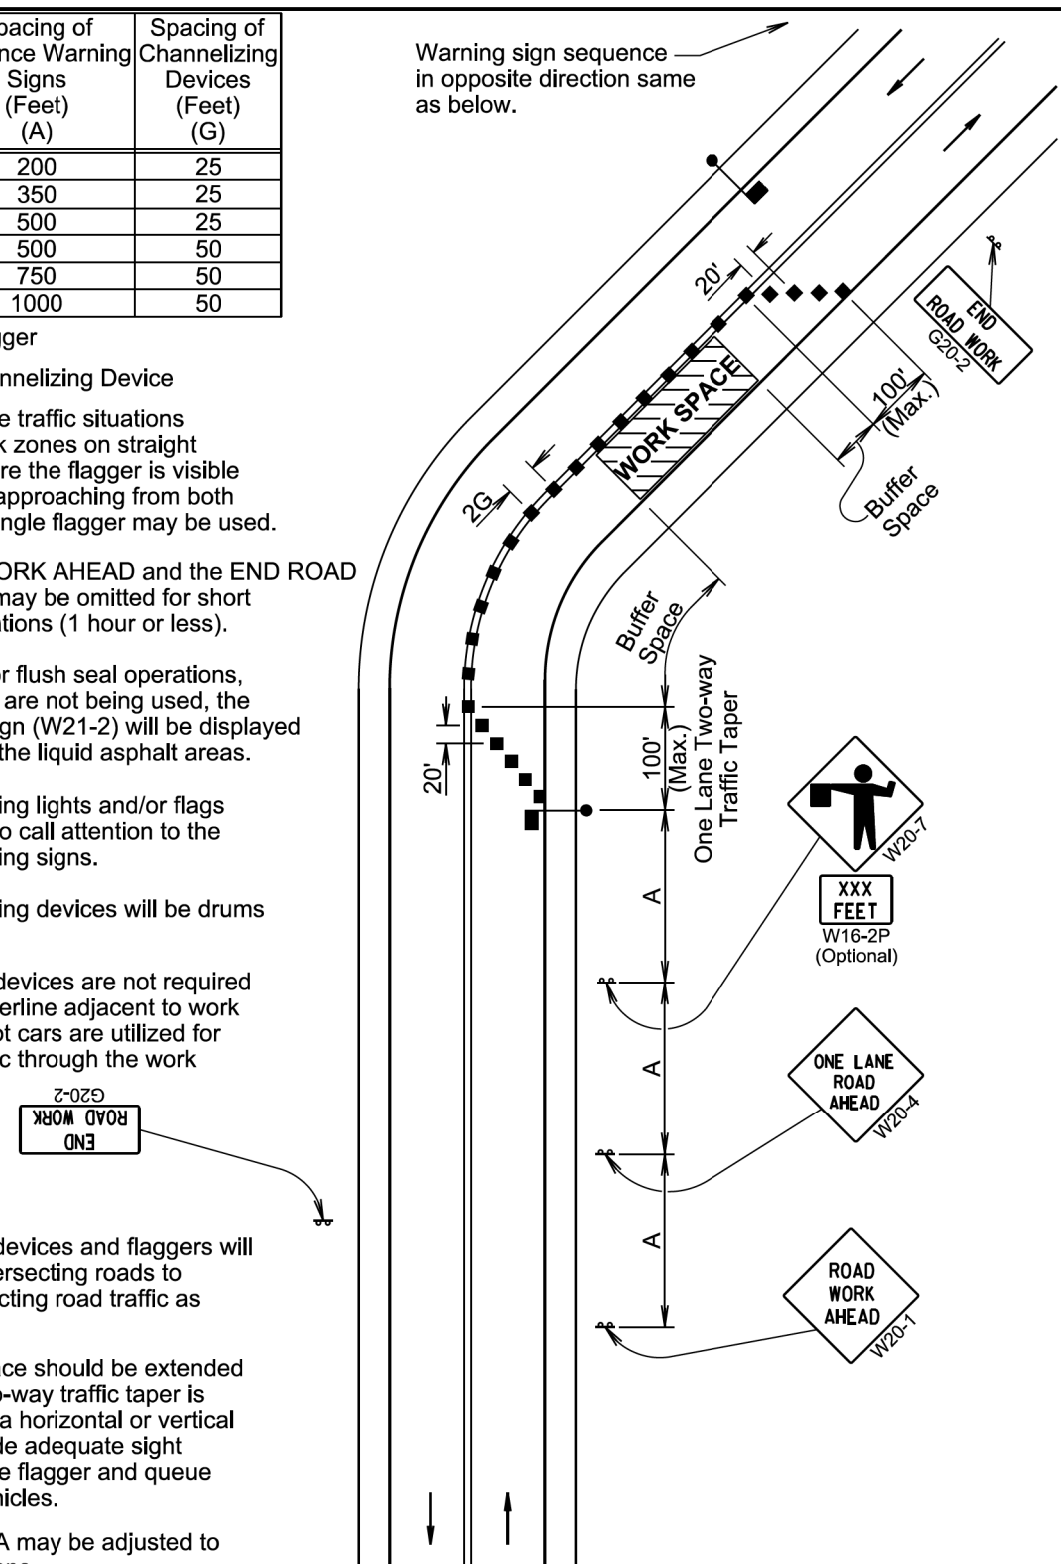 Spacing of
Channelizing
Devices
(Feet)
(G)
Warning
Signs
(Feet)
(A)
200 25
350 25
500 25
500 50
750 50
1000 50
Device
traffic situations
zones on straight
the flagger is visible
approaching from both
flagger may be used.
AHEAD and the END ROAD
may be omitted for short
(1 hour or less).
flush seal operations,
are not being used, the
(W21-2) will be displayed
the liquid asphalt areas.
lights and/or flags
to call attention to the
signs.
devices will be drums
devices are not required
adjacent to work
cars are utilized for
through the work
G20-2
END
ROAD WORK
devices and flaggers will
roads to
road traffic as
should be extended
traffic taper is
a horizontal or vertical
adequate sight
flagger and queue
A may be adjusted to
Warning sign sequence
in opposite direction same
as below.
20'
END
ROAD WORK
G20-2
100'
(Max.)
Buffer
Space
WORK SPACE
2G
Buffer
Space
20'
100'
(Max.)
One Lane Two-way
Traffic Taper
A
W20-7
XXX
FEET
W16-2P
(Optional)
A
ONE LANE
ROAD
AHEAD
W20-4
A
ROAD
WORK
AHEAD
W20-1